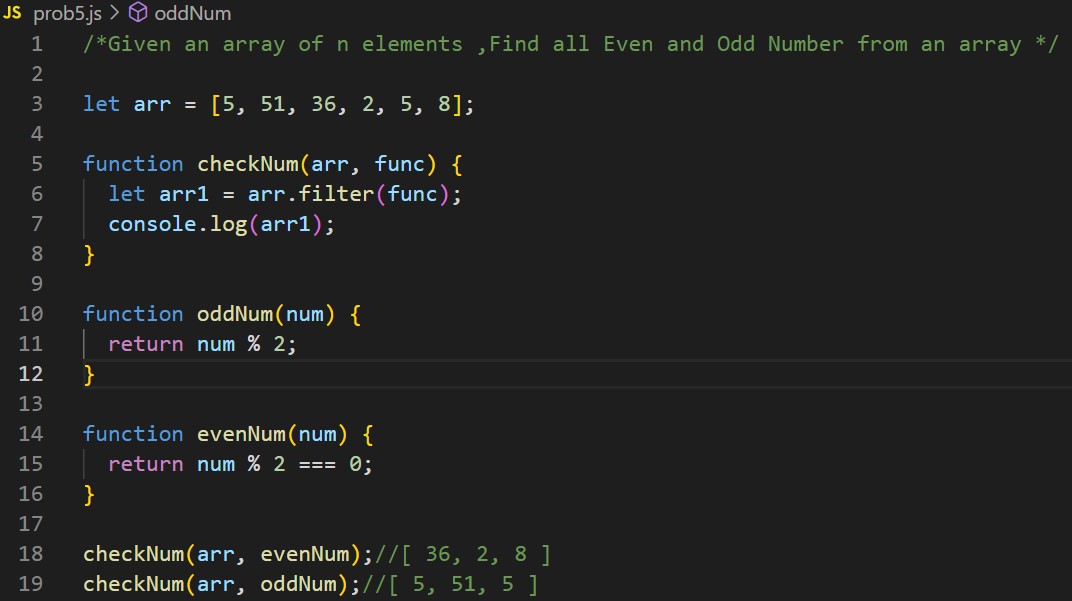 JS prob5.js > oddNum
1 /*Given an array of n elements ,Find all Even and Odd Number from an array */
2
3 let arr = [5, 51, 36, 2, 5, 8];
4
5 function checkNum(arr, func) {
6   let arr1 = arr.filter(func);
7   console.log(arr1);
8 }
9
10 function oddNum(num) {
11   return num % 2;
12 }
13
14 function evenNum(num) {
15   return num % 2 === 0;
16 }
17
18 checkNum(arr, evenNum);//[ 36, 2, 8 ]
19 checkNum(arr, oddNum);//[ 5, 51, 5 ]